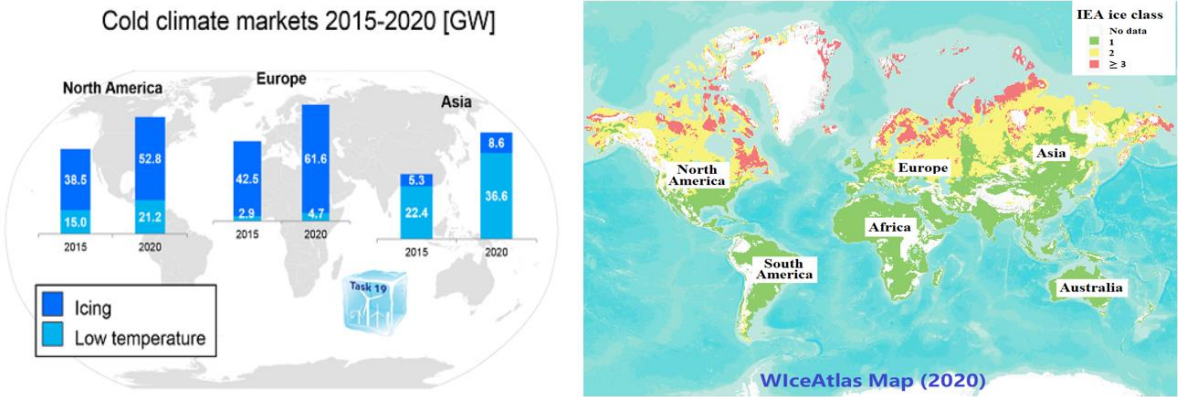 Cold climate markets 2015-2020 [GW]
North America
Europe
Asia
38.5
15.0
52.8
21.2
2015
2020
42.5
2.9
61.6
4.7
2015
2020
5.3
22.4
8.6
36.6
2015
2020
Task 19
Icing
Low temperature
IEA ice class
No data
1
2
≥ 3
North
America
Europe
Asia
Africa
South
America
Australia
WIceAtlas Map (2020)